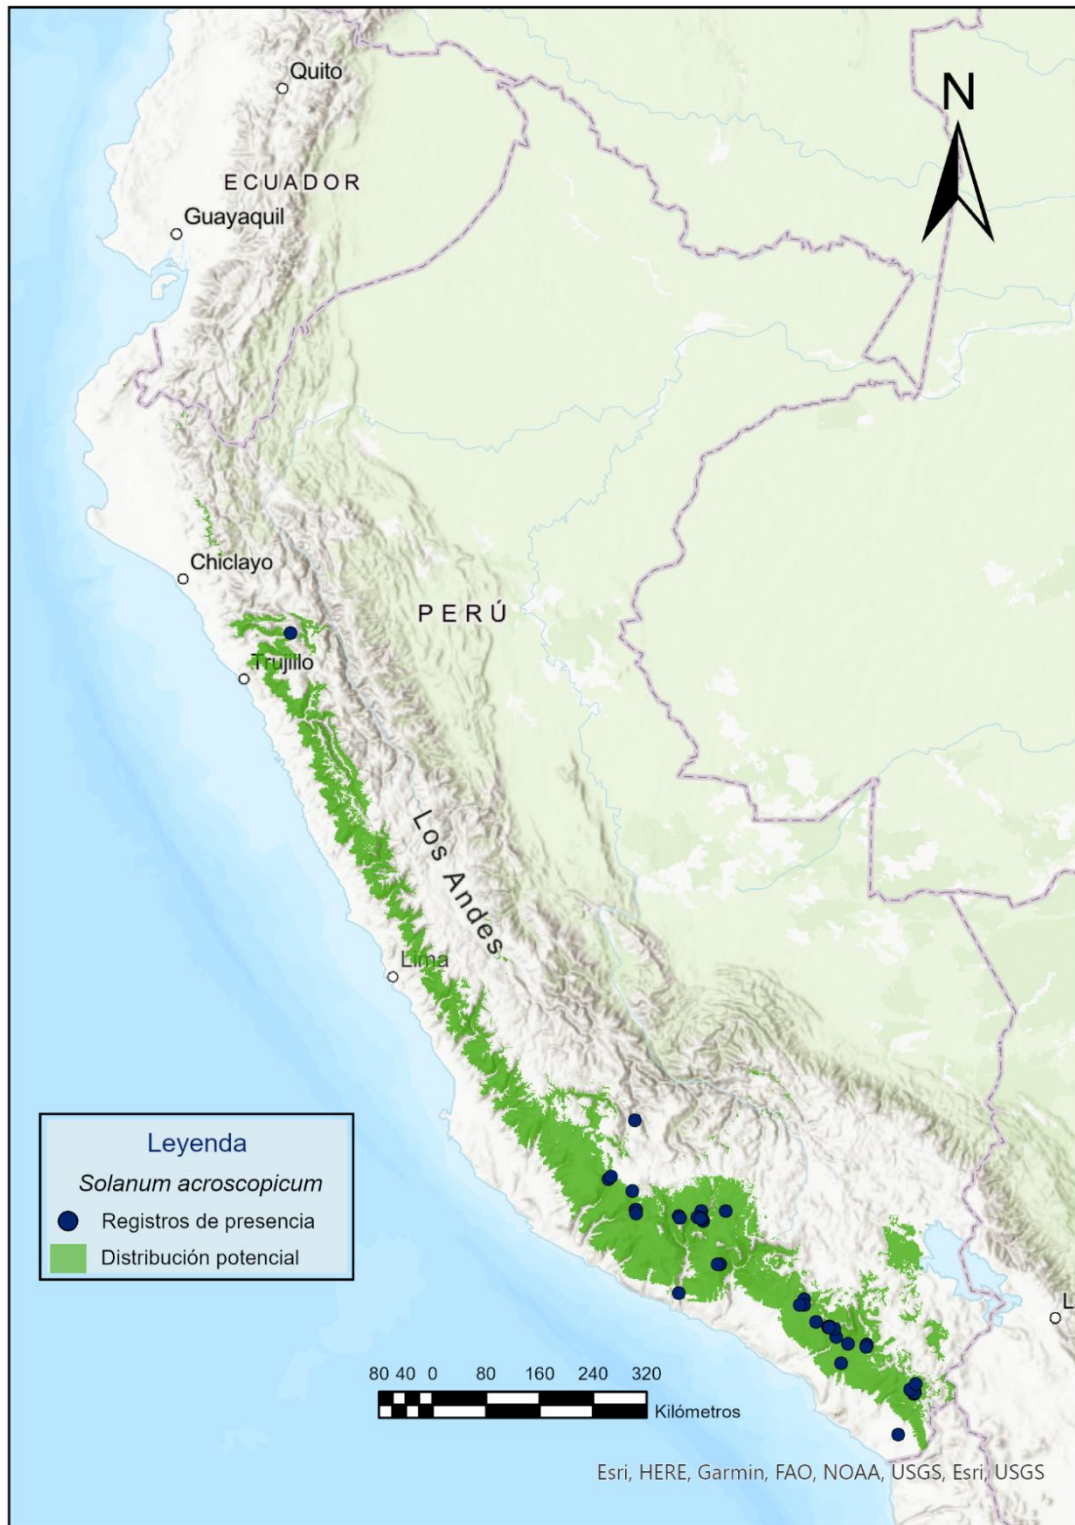 N
Quito
ECUADOR
Guayaquil
Chiclayo
PERÚ
Trujillo
Los Andes
Lima
Leyenda
Solanum acroscopicum
Registros de presencia
Distribución potencial
L
80 40 0 80 160 240 320
Kilómetros
Esri, HERE, Garmin, FAO, NOAA, USGS, Esri, USGS